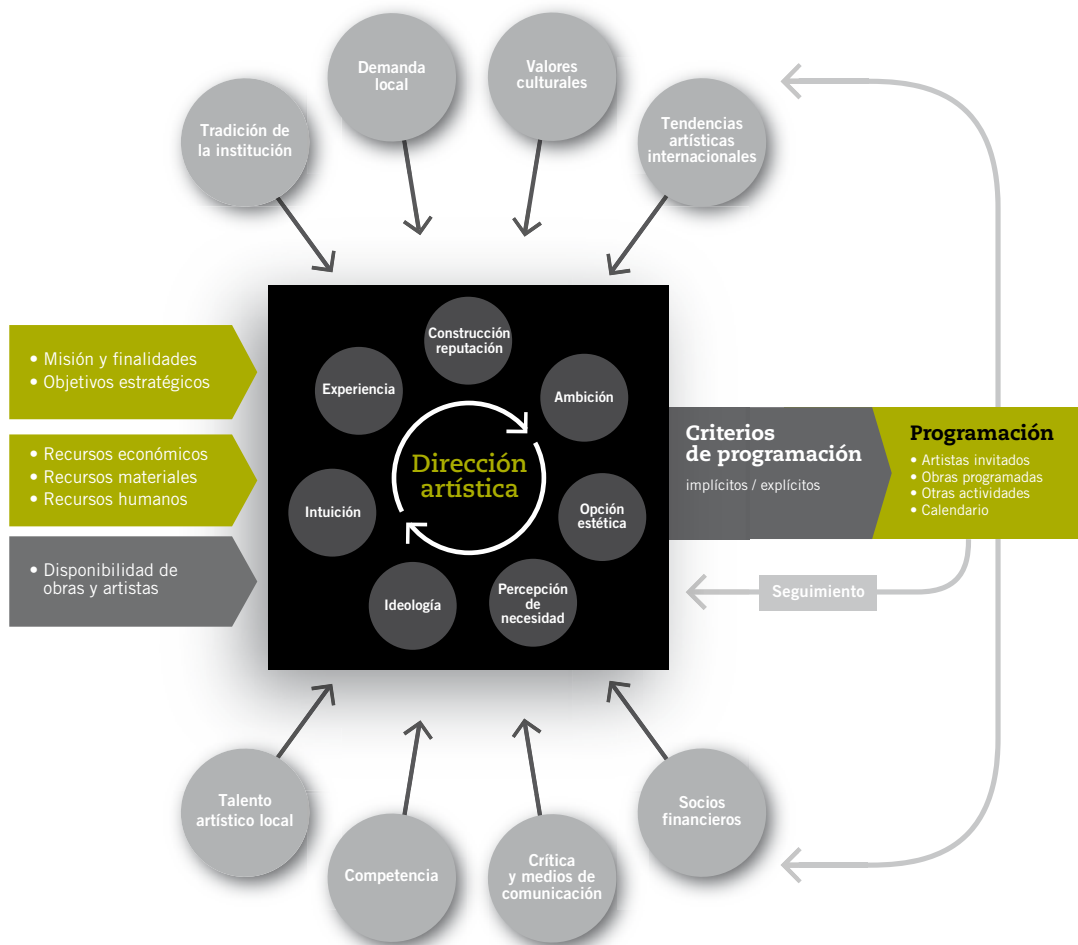 Demanda
local
Valores
culturales
Tradición de
la institución
Tendencias
artísticas
internacionales
• Misión y finalidades
• Objetivos estratégicos
• Recursos económicos
• Recursos materiales
• Recursos humanos
• Disponibilidad de
obras y artistas
Construcción
reputación
Experiencia
Ambición
Dirección
artística
Intuición
Opción
estética
Ideología
Percepción
de
necesidad
Criterios
de programación
implícitos / explícitos
Programación
• Artistas invitados
• Obras programadas
• Otras actividades
• Calendario
Seguimiento
Talento
artístico local
Competencia
Crítica
y medios de
comunicación
Socios
financieros